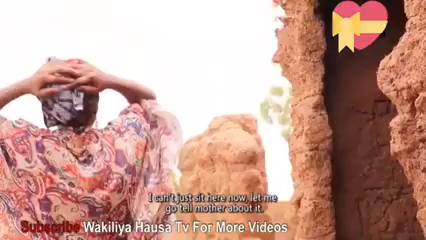 I can't just sit here now, let me
go tell mother about it.
Subscribe Wakiliya Hausa Tv For More Videos